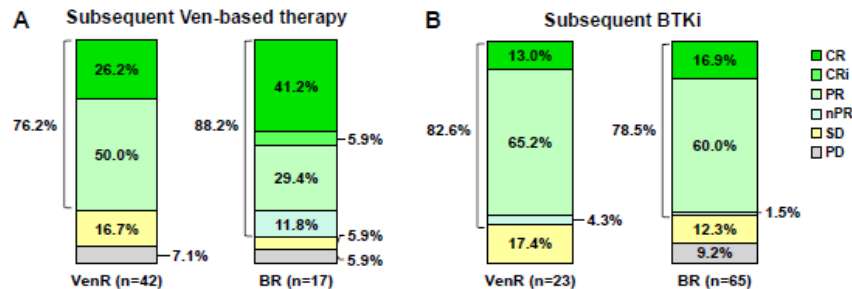 A Subsequent Ven-based therapy
26.2%
50.0%
16.7%
7.1%
76.2%
VenR (n=42)
41.2%
5.9%
29.4%
11.8%
5.9%
5.9%
88.2%
BR (n=17)
B Subsequent BTKi
13.0%
65.2%
4.3%
17.4%
82.6%
VenR (n=23)
16.9%
60.0%
1.5%
12.3%
9.2%
78.5%
BR (n=65)
CR
CRi
PR
nPR
SD
PD